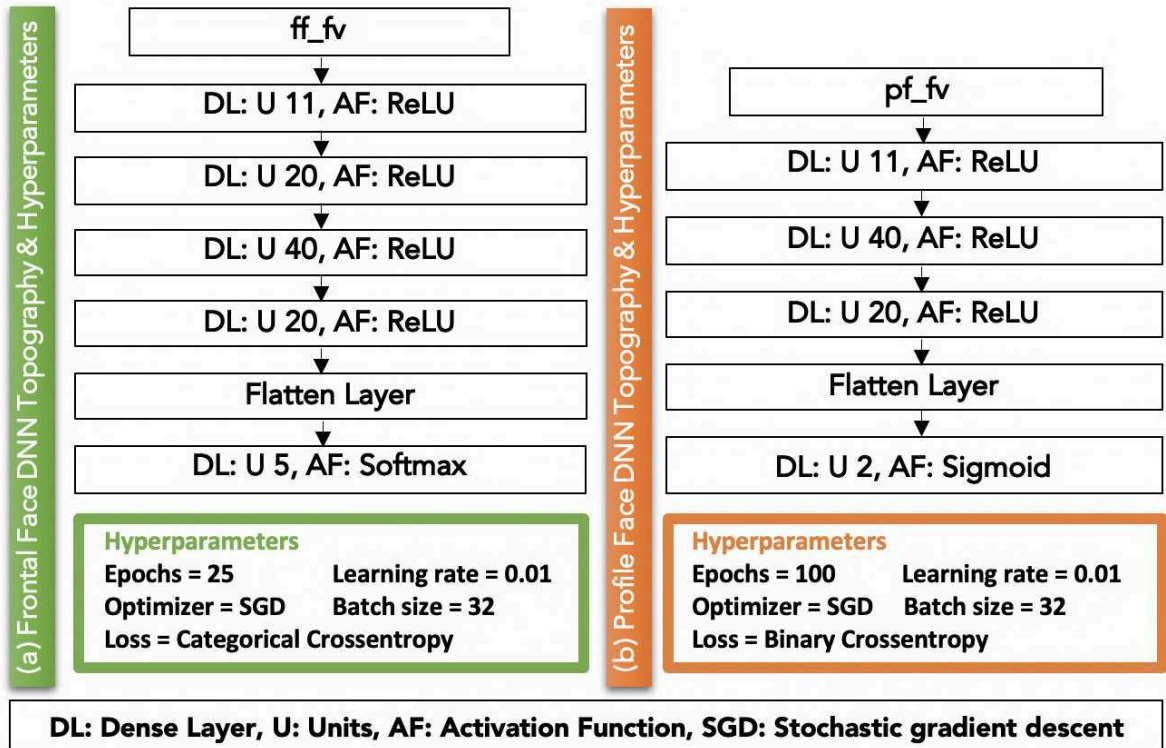 (a) Frontal Face DNN Topography & Hyperparameters
ff_fv
DL: U 11, AF: ReLU
DL: U 20, AF: ReLU
DL: U 40, AF: ReLU
DL: U 20, AF: ReLU
Flatten Layer
DL: U 5, AF: Softmax
Hyperparameters
Epochs = 25 Learning rate = 0.01
Optimizer = SGD Batch size = 32
Loss = Categorical Crossentropy
(b) Profile Face DNN Topography & Hyperparameters
pf_fv
DL: U 11, AF: ReLU
DL: U 40, AF: ReLU
DL: U 20, AF: ReLU
Flatten Layer
DL: U 2, AF: Sigmoid
Hyperparameters
Epochs = 100 Learning rate = 0.01
Optimizer = SGD Batch size = 32
Loss = Binary Crossentropy
DL: Dense Layer, U: Units, AF: Activation Function, SGD: Stochastic gradient descent